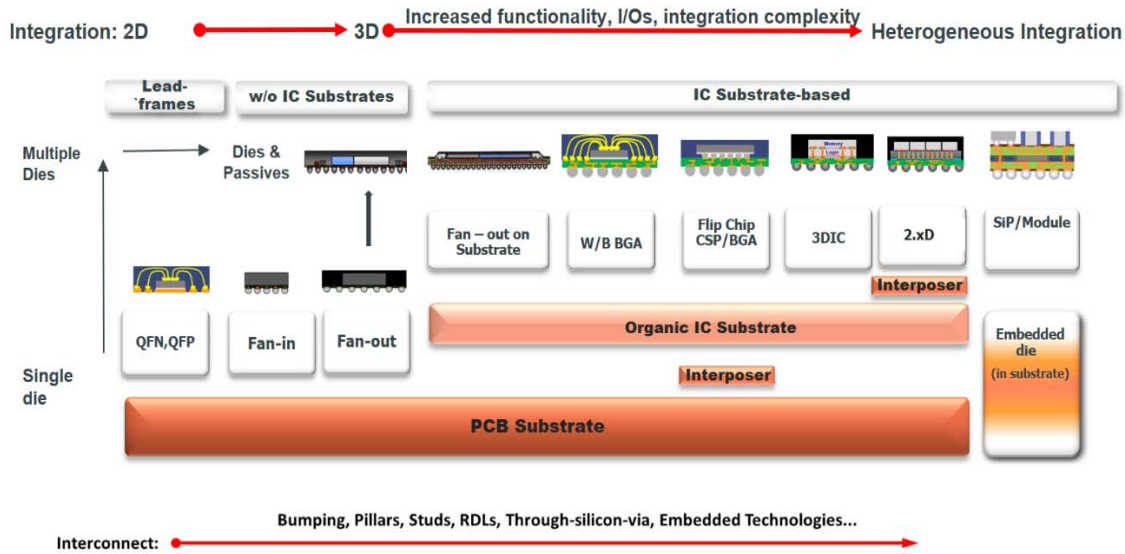 Integration: 2D
3D
Increased functionality, I/Os, integration complexity
Heterogeneous Integration
Lead-
`frames
w/o IC Substrates
IC Substrate-based
Multiple
Dies
Dies &
Passives
Memory
Logic
Fan – out on
Substrate
W/B BGA
Flip Chip
CSP/BGA
3DIC
2.xD
SiP/Module
Interposer
QFN,QFP
Fan-in
Fan-out
Organic IC Substrate
Embedded
die
(in substrate)
Single
die
Interposer
PCB Substrate
Bumping, Pillars, Studs, RDLs, Through-silicon-via, Embedded Technologies...
Interconnect: